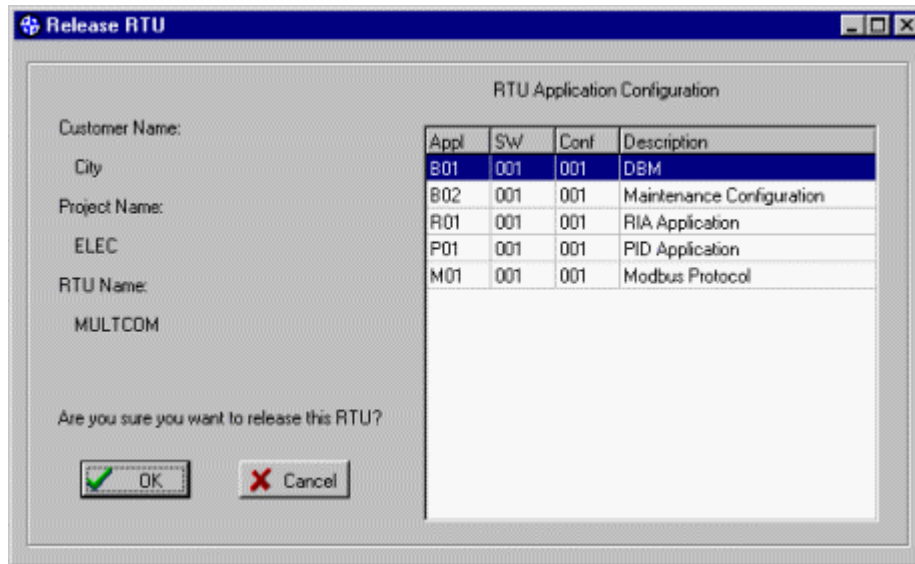 Release RTU
RTU Application Configuration
Customer Name:
City
Project Name:
ELEC
RTU Name:
MULTCOM
Are you sure you want to release this RTU?
OK
Cancel
Appl SW Conf Description
B01 001 001 DBM
B02 001 001 Maintenance Configuration
R01 001 001 RIA Application
P01 001 001 PID Application
M01 001 001 Modbus Protocol